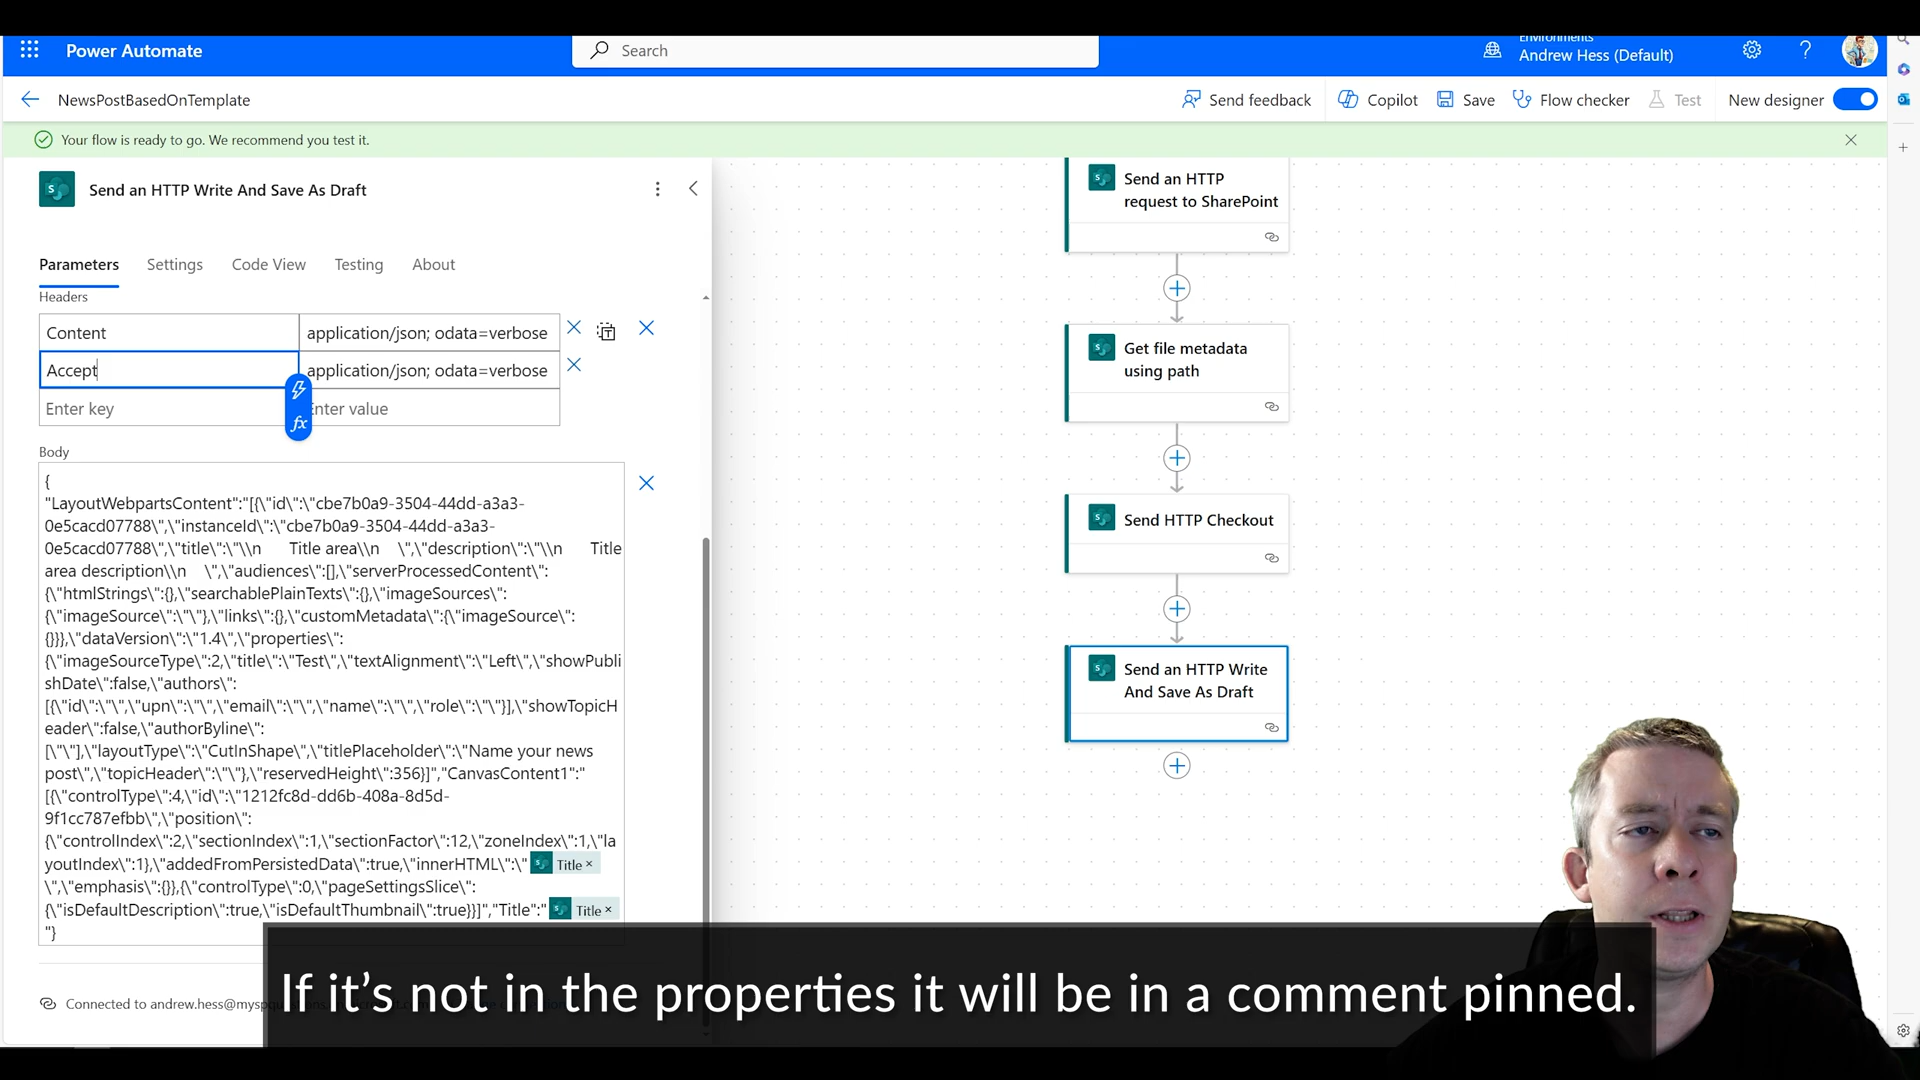 Power Automate
Search
Environments
Andrew Hess (Default)
NewsPostBasedOnTemplate
Send feedback
Copilot
Save
Flow checker
Test
New designer
Your flow is ready to go. We recommend you test it.
Send an HTTP Write And Save As Draft
Parameters
Settings
Code View
Testing
About
Headers
Content
application/json; odata=verbose
Accept
application/json; odata=verbose
Enter key
Enter value
fx
Body
{
"LayoutWebpartsContent":"[{\"id\":\"cbe7b0a9-3504-44dd-a3a3-
0e5cacd07788\",\"instanceId\":\"cbe7b0a9-3504-44dd-a3a3-
0e5cacd07788\",\"title\":\"\\n Title area\\n \",\"description\":\"\\n Title
area description\\n \",\"audiences\":[],\"serverProcessedContent\":
{\"htmlStrings\":{},\"searchablePlainTexts\":{},\"imageSources\":
{\"imageSource\":\"\"},\"links\":{},\"customMetadata\":{\"imageSource\":
{}}},\"dataVersion\":\"1.4\",\"properties\":
{\"imageSourceType\":2,\"title\":\"Test\",\"textAlignment\":\"Left\",\"showPubli
shDate\":false,\"authors\":
[{\"id\":\"\",\"upn\":\"\",\"email\":\"\",\"name\":\"\",\"role\":\"\"}],\"showTopicH
eader\":false,\"authorByline\":
[\"\"],\"layoutType\":\"CutInShape\",\"titlePlaceholder\":\"Name your news
post\",\"topicHeader\":\"\"},\"reservedHeight\":356}]","CanvasContent1":"
[{\"controlType\":4,\"id\":\"1212fc8d-dd6b-408a-8d5d-
9f1cc787efbb\",\"position\":
{\"controlIndex\":2,\"sectionIndex\":1,\"sectionFactor\":12,\"zoneIndex\":1,\"la
youtIndex\":1},\"addedFromPersistedData\":true,\"innerHTML\":\" Title ×
\",\"emphasis\":{}},{\"controlType\":0,\"pageSettingsSlice\":
{\"isDefaultDescription\":true,\"isDefaultThumbnail\":true}}]","Title":" Title ×
"}
Connected to andrew.hess@mysp
Send an HTTP
request to SharePoint
Get file metadata
using path
Send HTTP Checkout
Send an HTTP Write
And Save As Draft
If it's not in the properties it will be in a comment pinned.